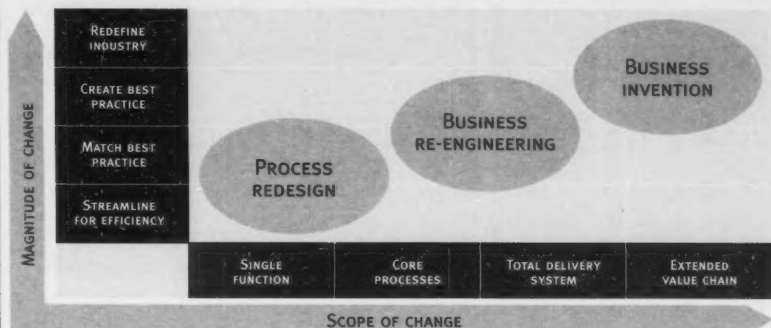 MAGNITUDE OF CHANGE
REDEFINE
INDUSTRY
CREATE BEST
PRACTICE
MATCH BEST
PRACTICE
STREAMLINE
FOR EFFICIENCY
PROCESS
REDESIGN
BUSINESS
RE-ENGINEERING
BUSINESS
INVENTION
SINGLE
FUNCTION
CORE
PROCESSES
TOTAL DELIVERY
SYSTEM
EXTENDED
VALUE CHAIN
SCOPE OF CHANGE